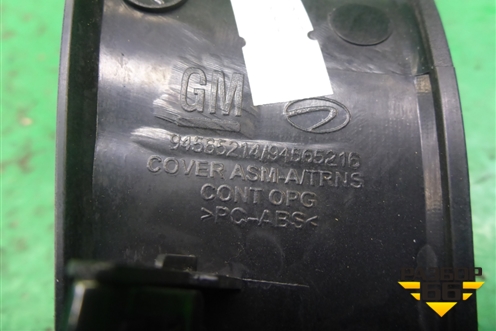 GM
94565214/94565216
COVER ASM-A/TRNS
CONT OPG
>PC-ABS<